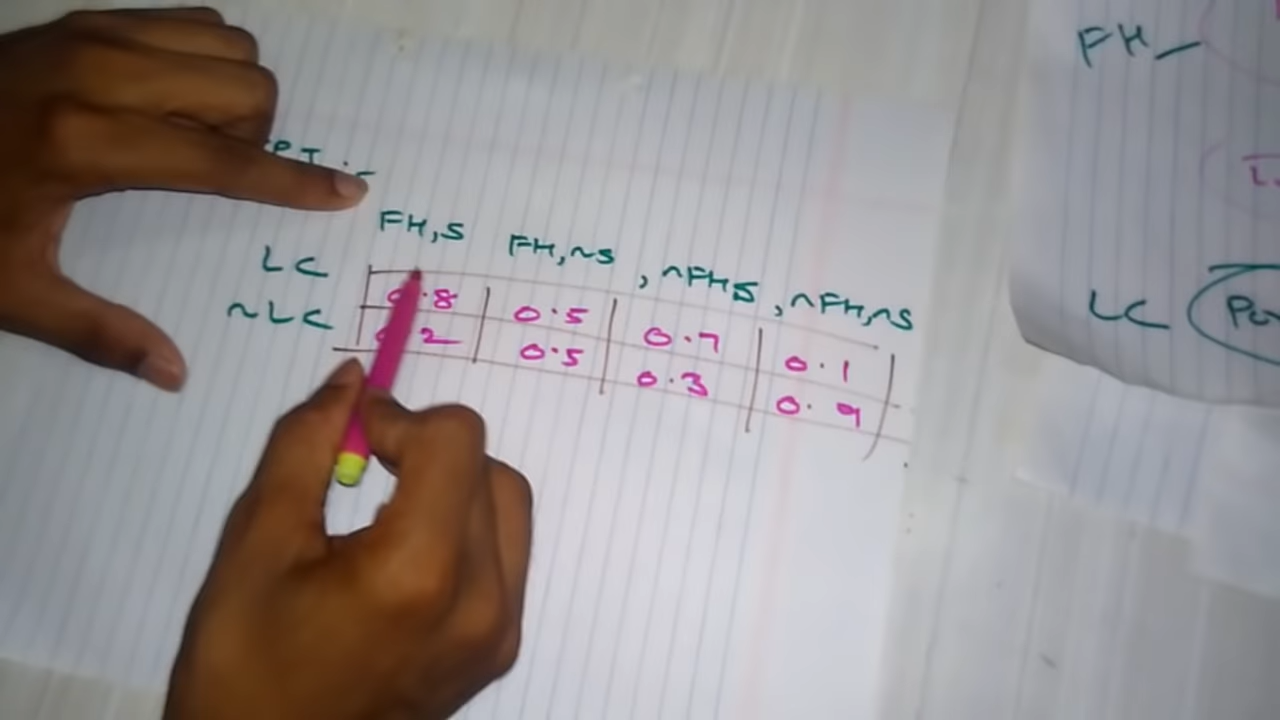 FH,S FH,~S , ~FHS , ~FH,~S
LC 0.8 0.5 0.7 0.1
~LC 0.2 0.5 0.3 0.9
FH
LC